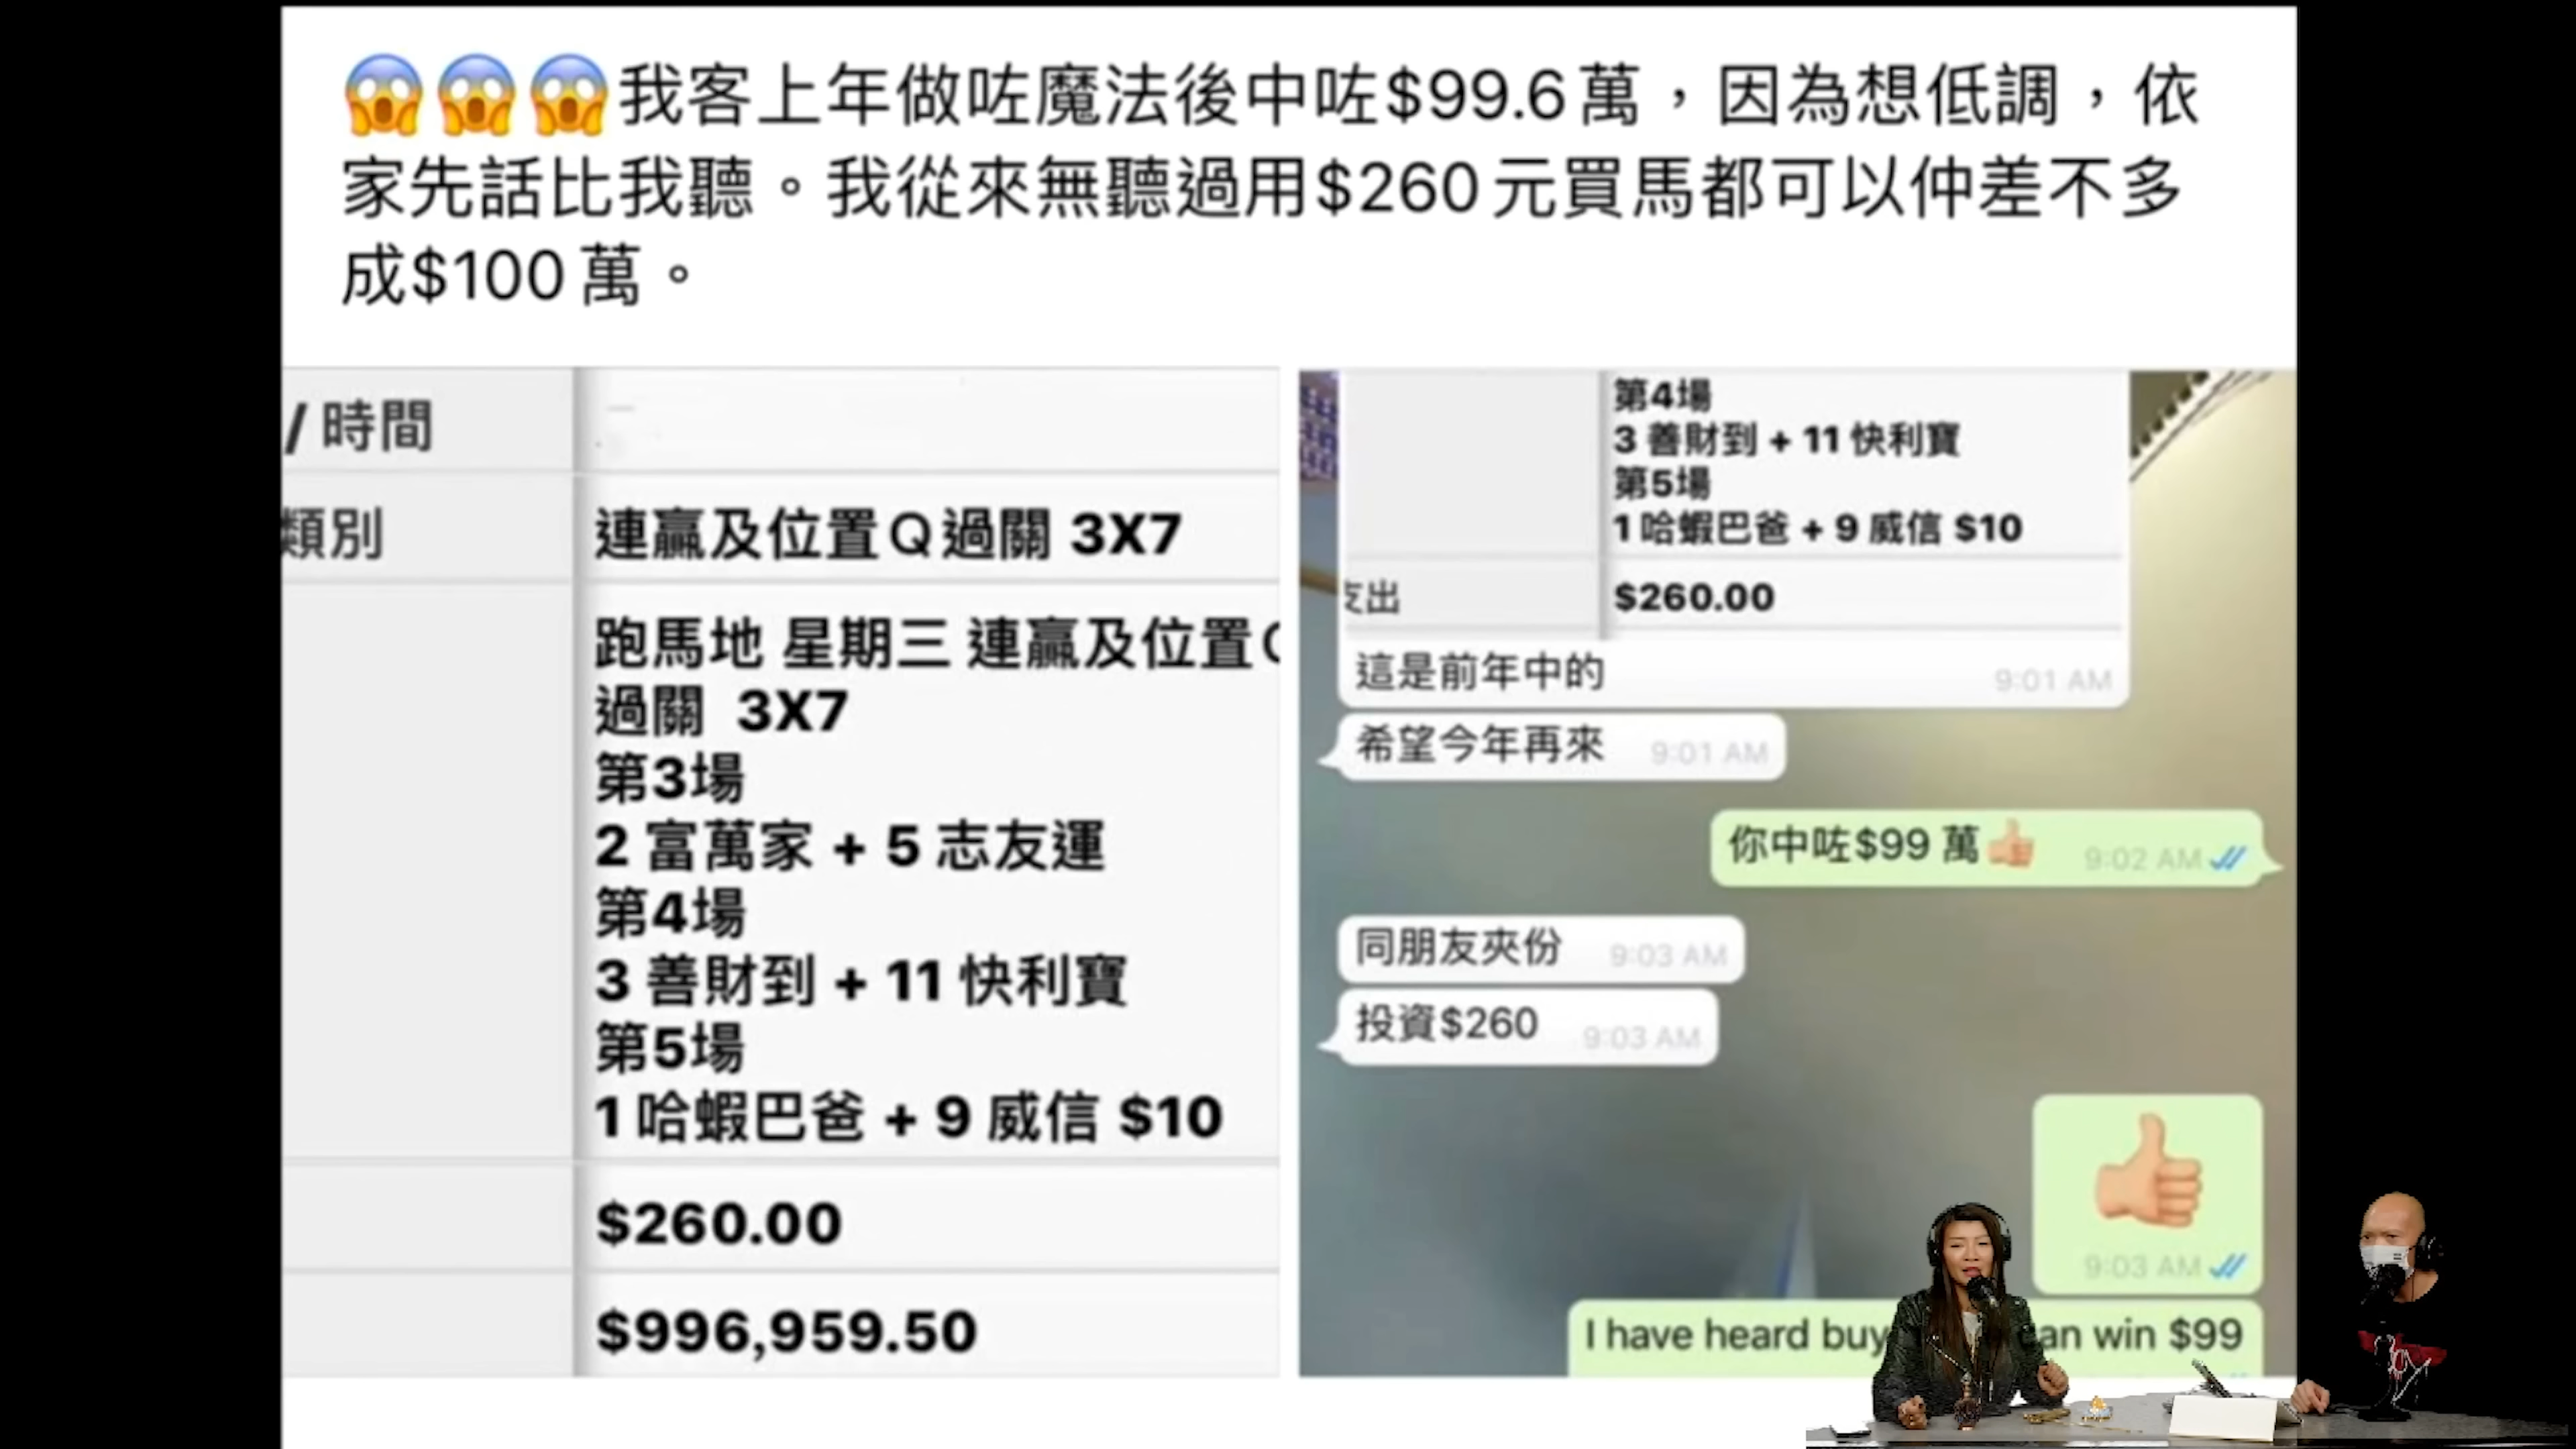 😱😱😱我客上年做咗魔法後中咗$99.6萬，因為想低調，依
家先話比我聽。我從來無聽過用$260元買馬都可以仲差不多
成$100萬。
/時間
類別
連贏及位置Q過關 3X7
跑馬地 星期三 連贏及位置Q
過關 3X7
第3場
2 富萬家 + 5 志友運
第4場
3 善財到 + 11 快利寶
第5場
1 哈蝦巴爸 + 9 威信 $10
$260.00
$996,959.50
第4場
3 善財到 + 11 快利寶
第5場
1 哈蝦巴爸 + 9 威信 $10
支出
$260.00
這是前年中的 9:01 AM
希望今年再來 9:01 AM
你中咗$99 萬👍🏼 9:02 AM
同朋友夾份 9:03 AM
投資$260 9:03 AM
👍🏼
9:03 AM
I have heard buy can win $99